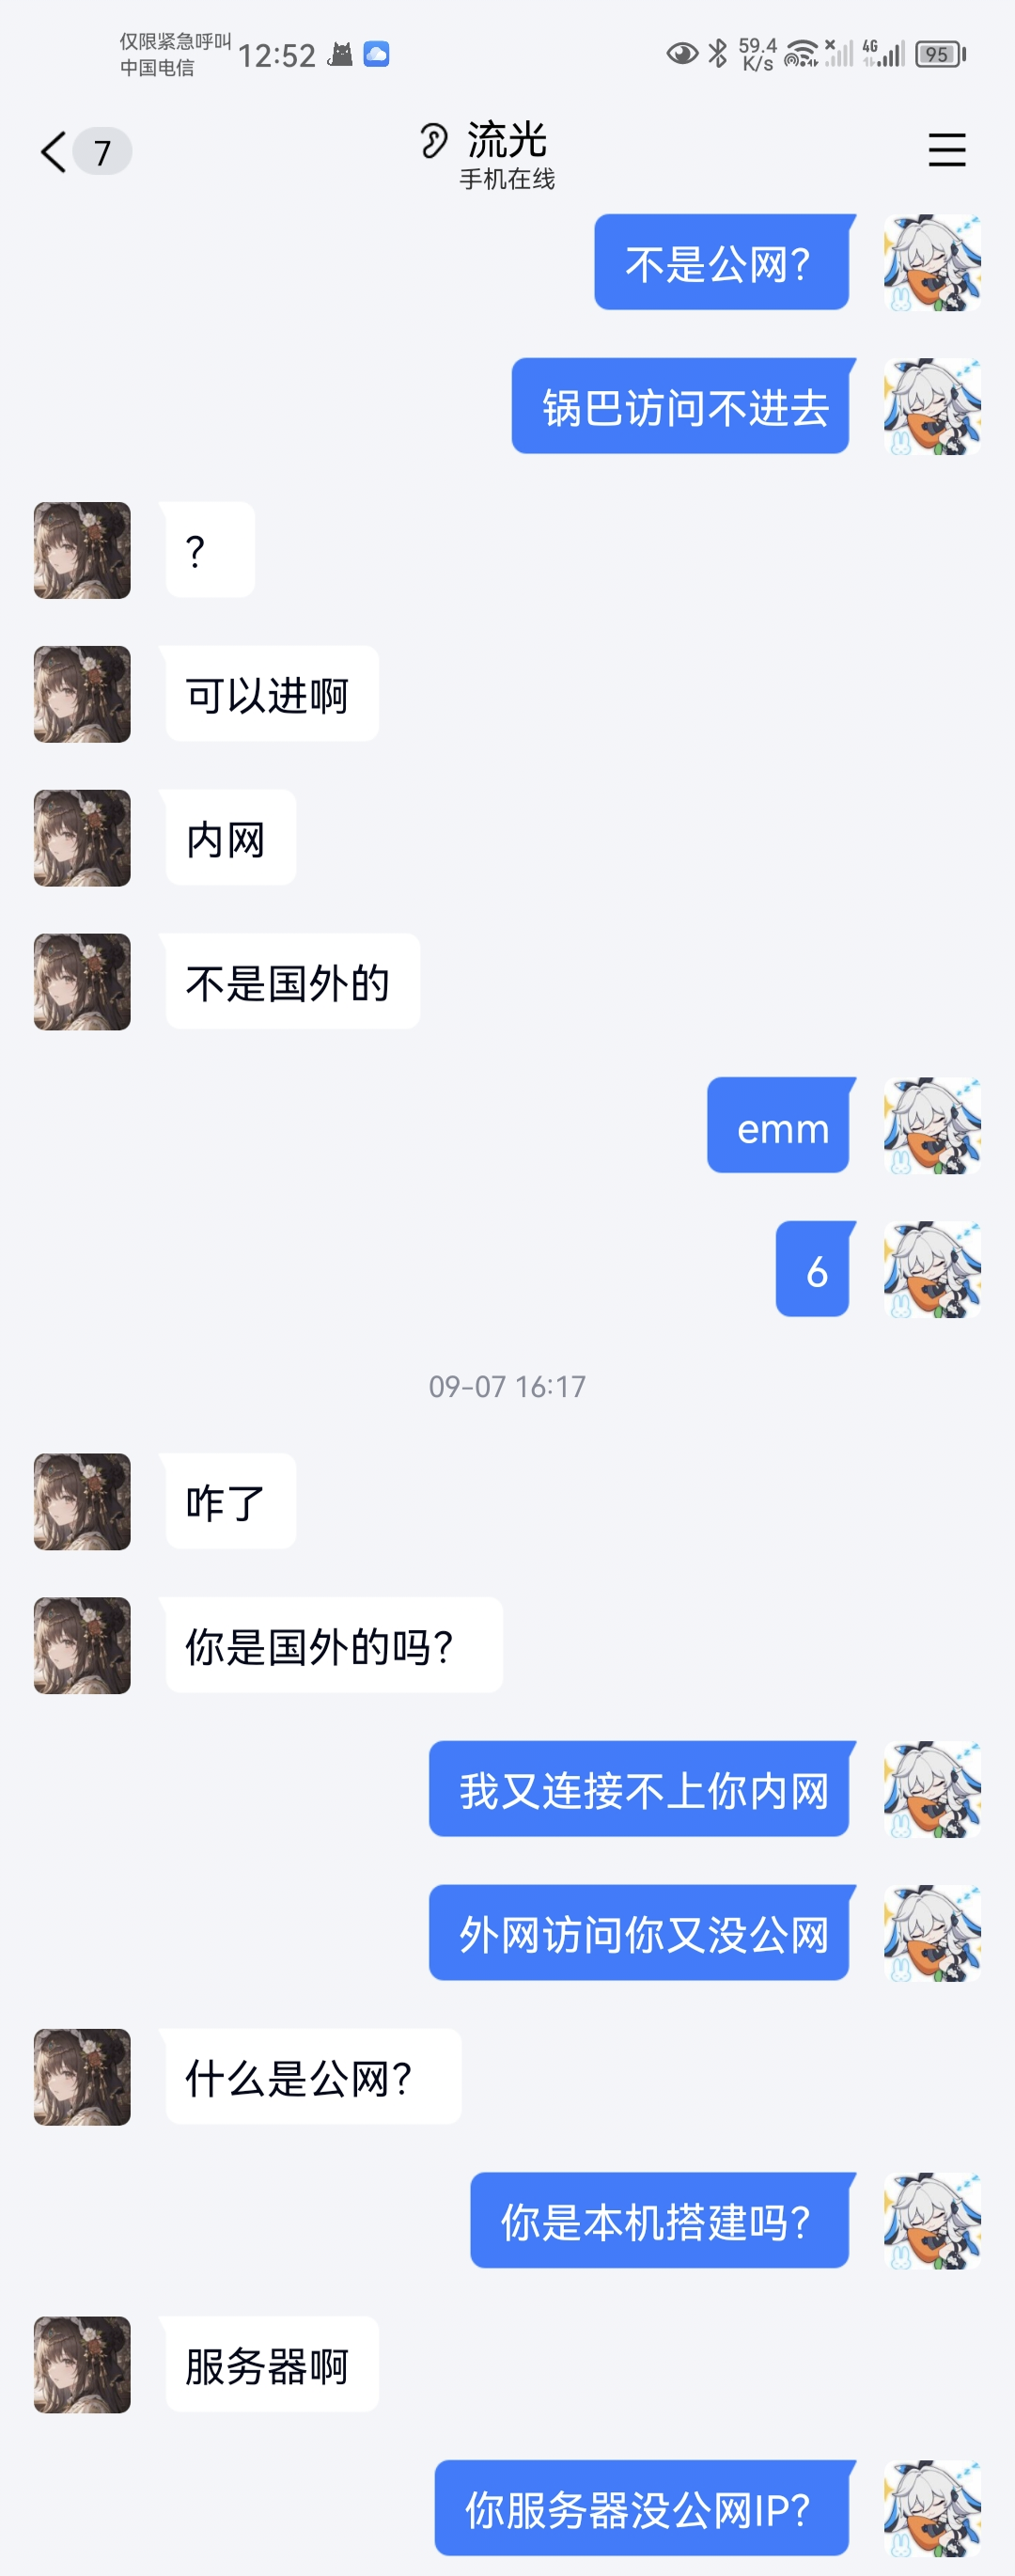 仅限紧急呼叫
中国电信
12:52
59.4
K/s
4G
95
7
流光
手机在线
不是公网？
锅巴访问不进去
？
可以进啊
内网
不是国外的
emm
6
09-07 16:17
咋了
你是国外的吗？
我又连接不上你内网
外网访问你又没公网
什么是公网？
你是本机搭建吗？
服务器啊
你服务器没公网IP？